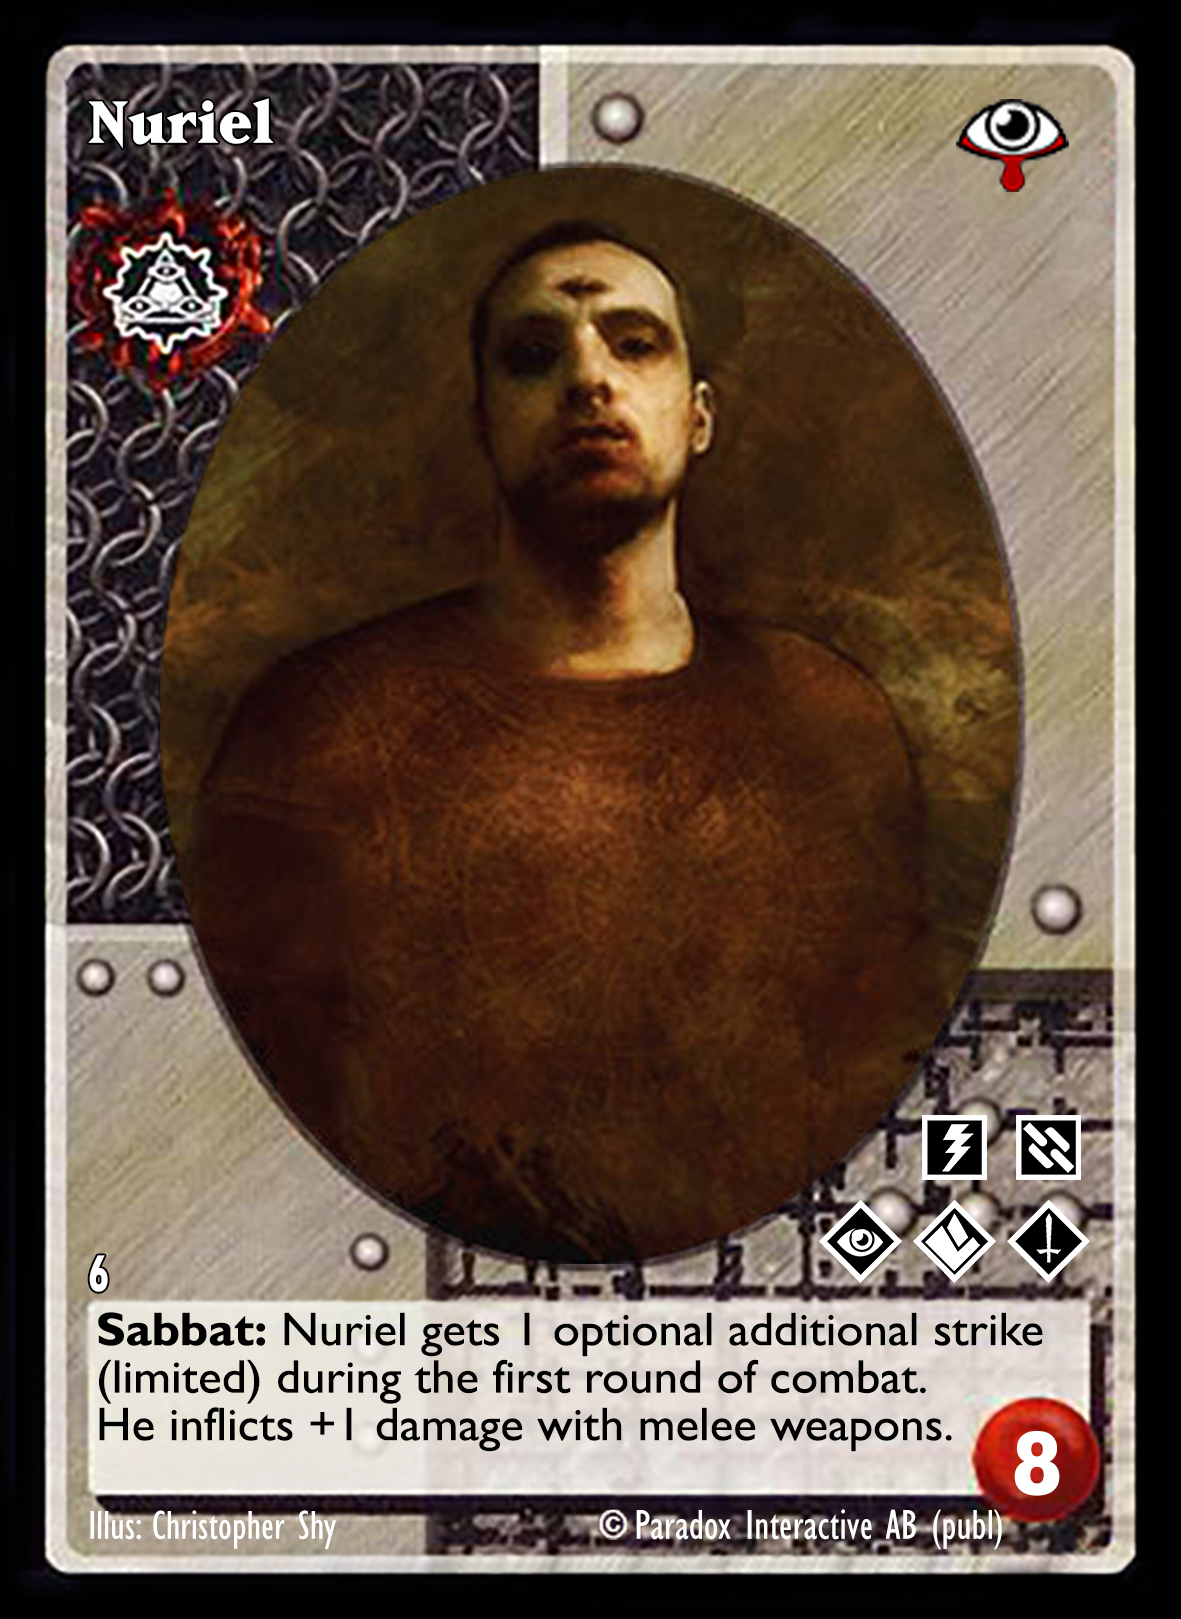 Nuriel
6
Sabbat: Nuriel gets 1 optional additional strike
(limited) during the first round of combat.
He inflicts +1 damage with melee weapons.
8
Illus: Christopher Shy
© Paradox Interactive AB (publ)